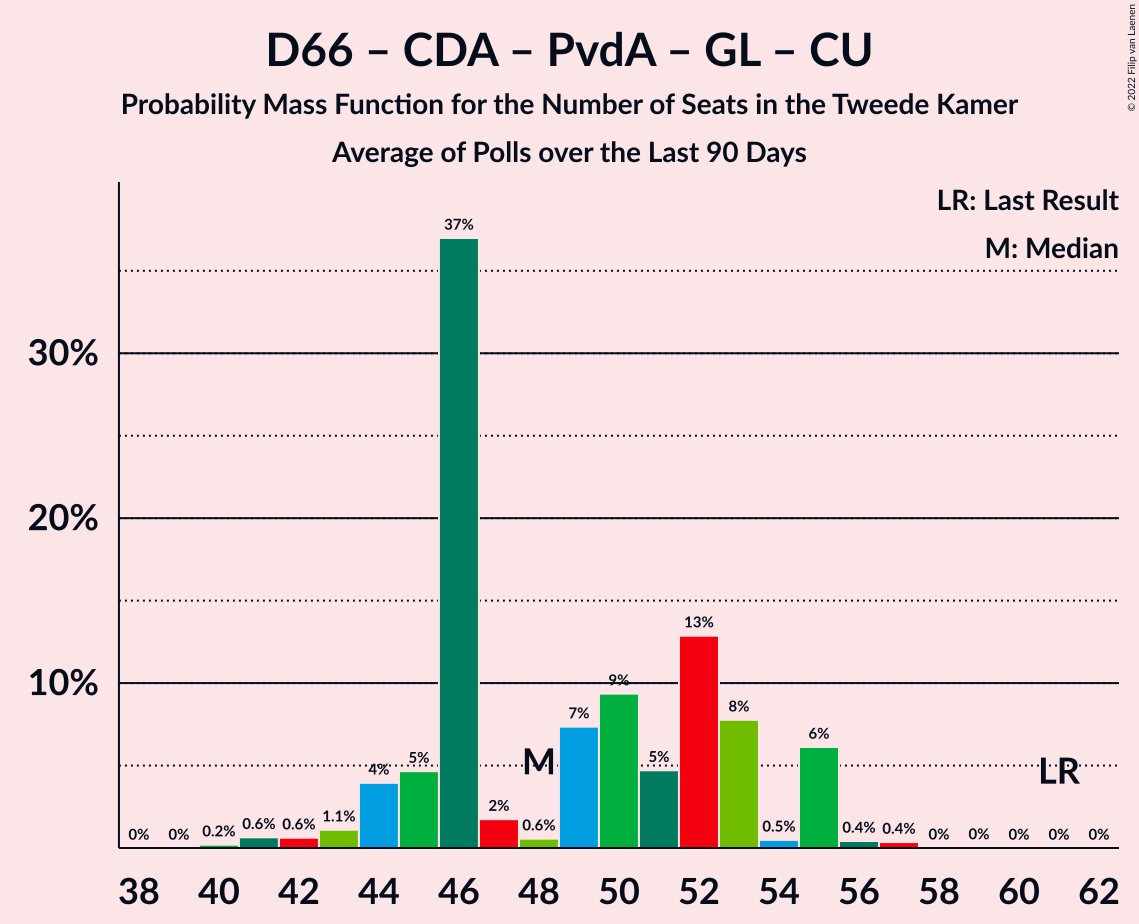 D66 – CDA – PvdA – GL – CU
Probability Mass Function for the Number of Seats in the Tweede Kamer
Average of Polls over the Last 90 Days
© 2022 Filip van Laenen
LR: Last Result
M: Median
30%
20%
10%
0% 0% 0.2% 0.6% 0.6% 1.1% 4% 5% 37% 2% 0.6% 7% 9% 5% 13% 8% 0.5% 6% 0.4% 0.4% 0% 0% 0% 0% 0%
M
LR
38 40 42 44 46 48 50 52 54 56 58 60 62